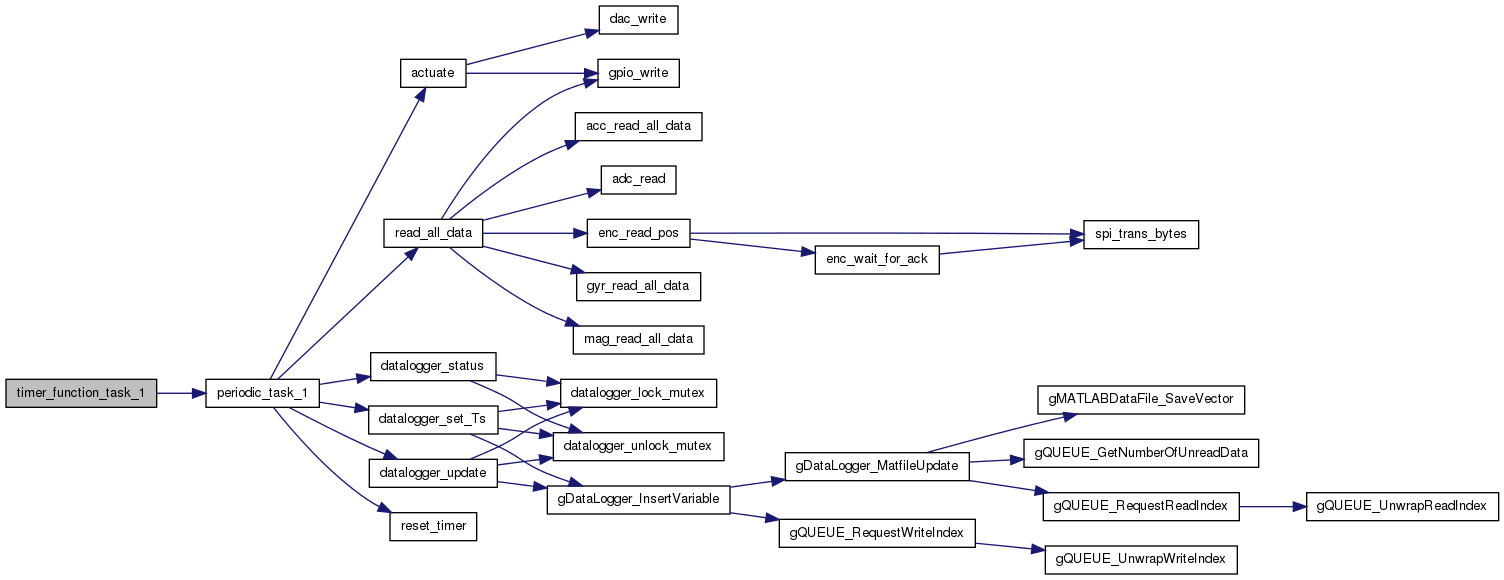 dac_write
actuate
gpio_write
acc_read_all_data
adc_read
read_all_data
enc_read_pos
spi_trans_bytes
enc_wait_for_ack
gyr_read_all_data
mag_read_all_data
datalogger_status
timer_function_task_1
periodic_task_1
datalogger_lock_mutex
gMATLABDataFile_SaveVector
datalogger_set_Ts
datalogger_unlock_mutex
gQUEUE_GetNumberOfUnreadData
gDataLogger_MatfileUpdate
datalogger_update
gDataLogger_InsertVariable
gQUEUE_RequestReadIndex
gQUEUE_UnwrapReadIndex
reset_timer
gQUEUE_RequestWriteIndex
gQUEUE_UnwrapWriteIndex